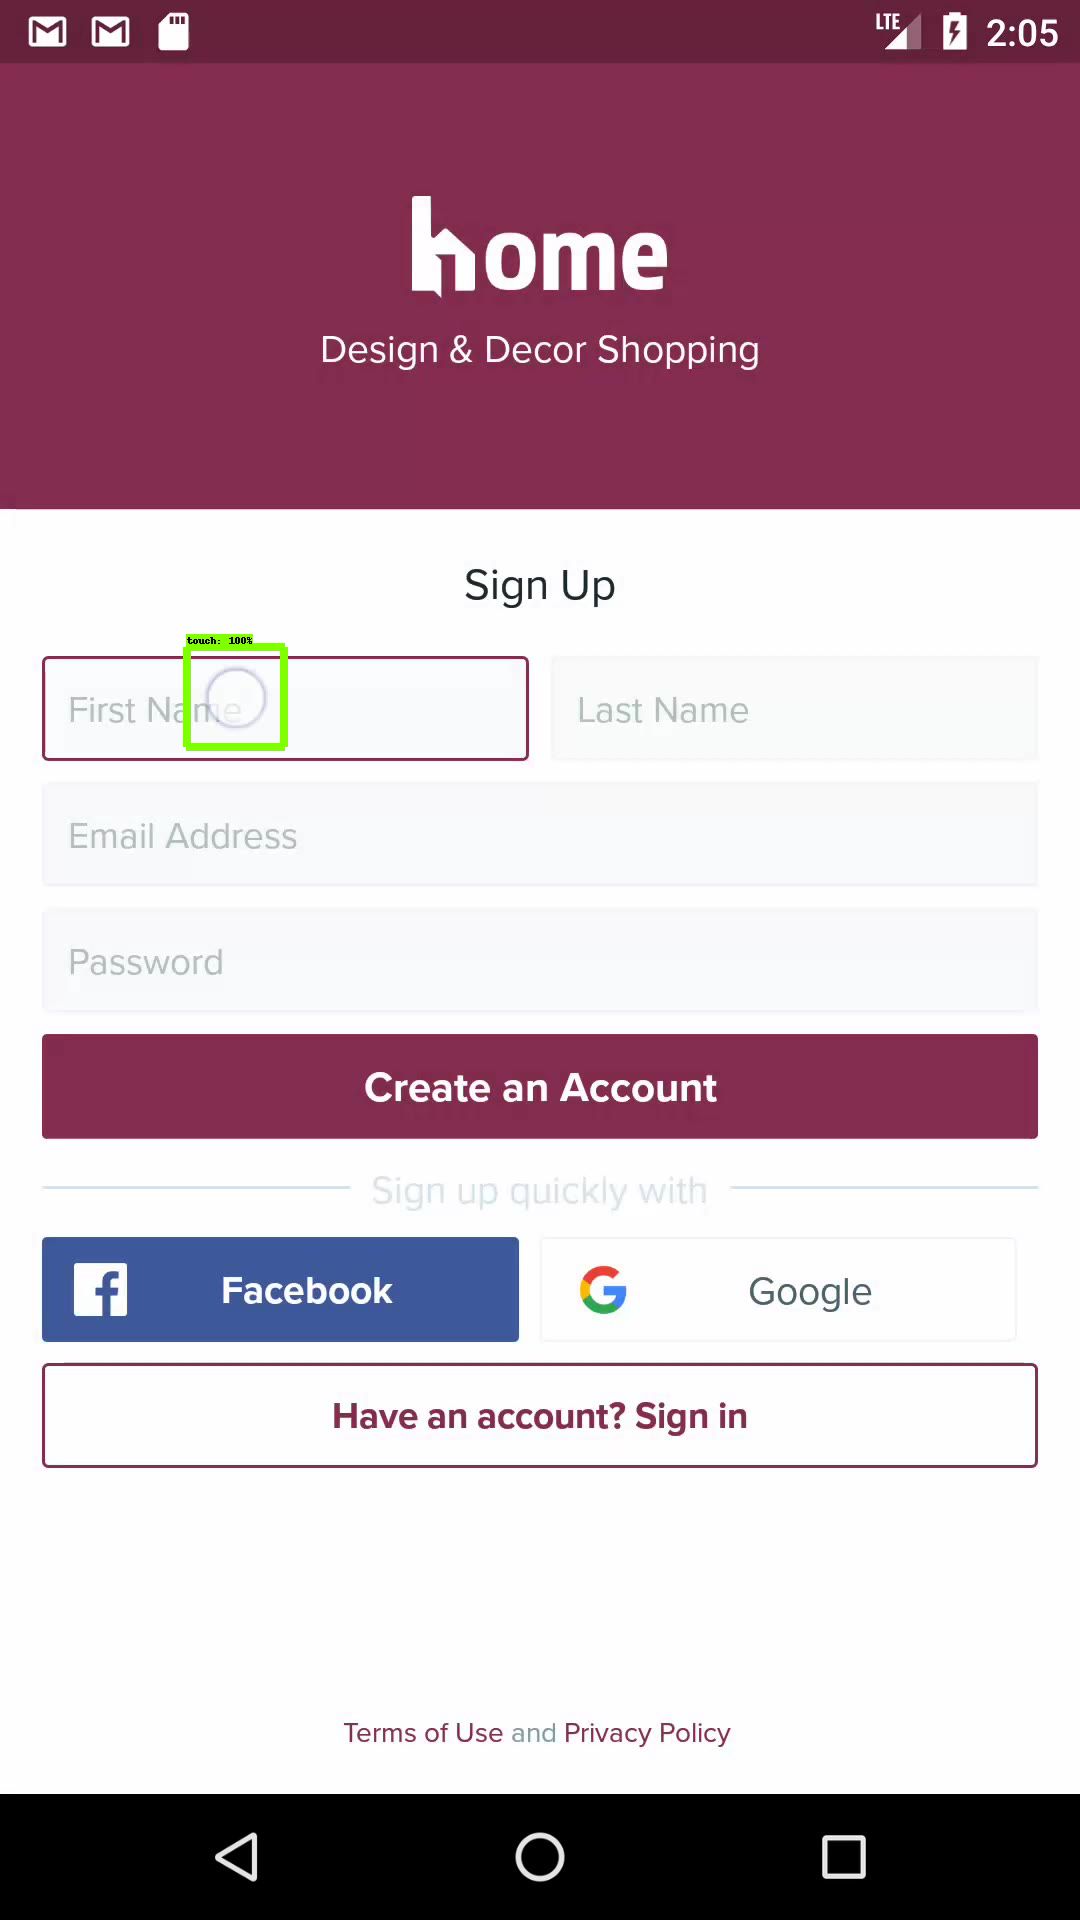 LTE 2:05
home
Design & Decor Shopping
Sign Up
touch: 100%
First Name
Last Name
Email Address
Password
Create an Account
Sign up quickly with
Facebook
Google
Have an account? Sign in
Terms of Use and Privacy Policy